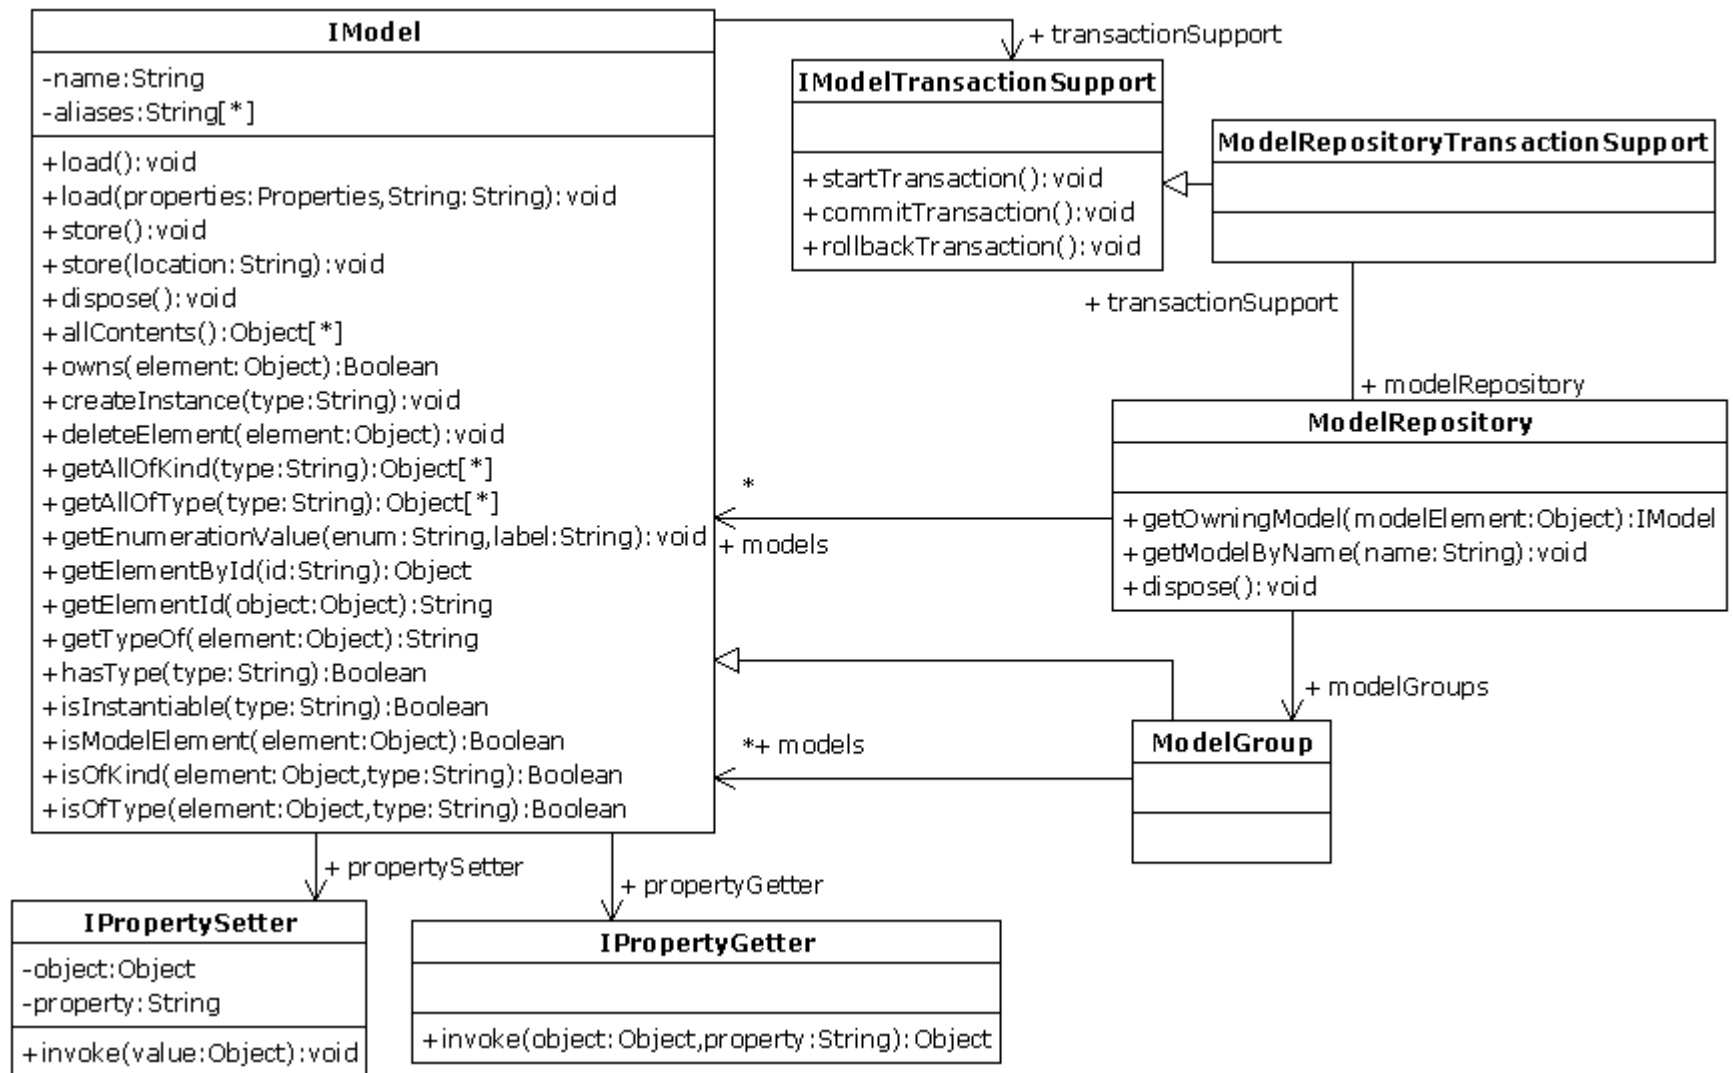 IModel
-name:String
-aliases:String[*]
+load():void
+load(properties:Properties,String:String):void
+store():void
+store(location:String):void
+dispose():void
+allContents():Object[*]
+owns(element:Object):Boolean
+createInstance(type:String):void
+deleteElement(element:Object):void
+getAllOfKind(type:String):Object[*]
+getAllOfType(type:String):Object[*]
+getEnumerationValue(enum:String,label:String):void
+getElementById(id:String):Object
+getElementId(object:Object):String
+getTypeOf(element:Object):String
+hasType(type:String):Boolean
+isInstantiable(type:String):Boolean
+isModelElement(element:Object):Boolean
+isOfKind(element:Object,type:String):Boolean
+isOfType(element:Object,type:String):Boolean
+ transactionSupport
IModelTransactionSupport
+startTransaction():void
+commitTransaction():void
+rollbackTransaction():void
ModelRepositoryTransactionSupport
+ transactionSupport
+ modelRepository
ModelRepository
+getOwningModel(modelElement:Object):IModel
+getModelByName(name:String):void
+dispose():void
*
+ models
+ modelGroups
ModelGroup
*+ models
+ propertySetter
IPropertySetter
-object:Object
-property:String
+invoke(value:Object):void
+ propertyGetter
IPropertyGetter
+invoke(object:Object,property:String):Object